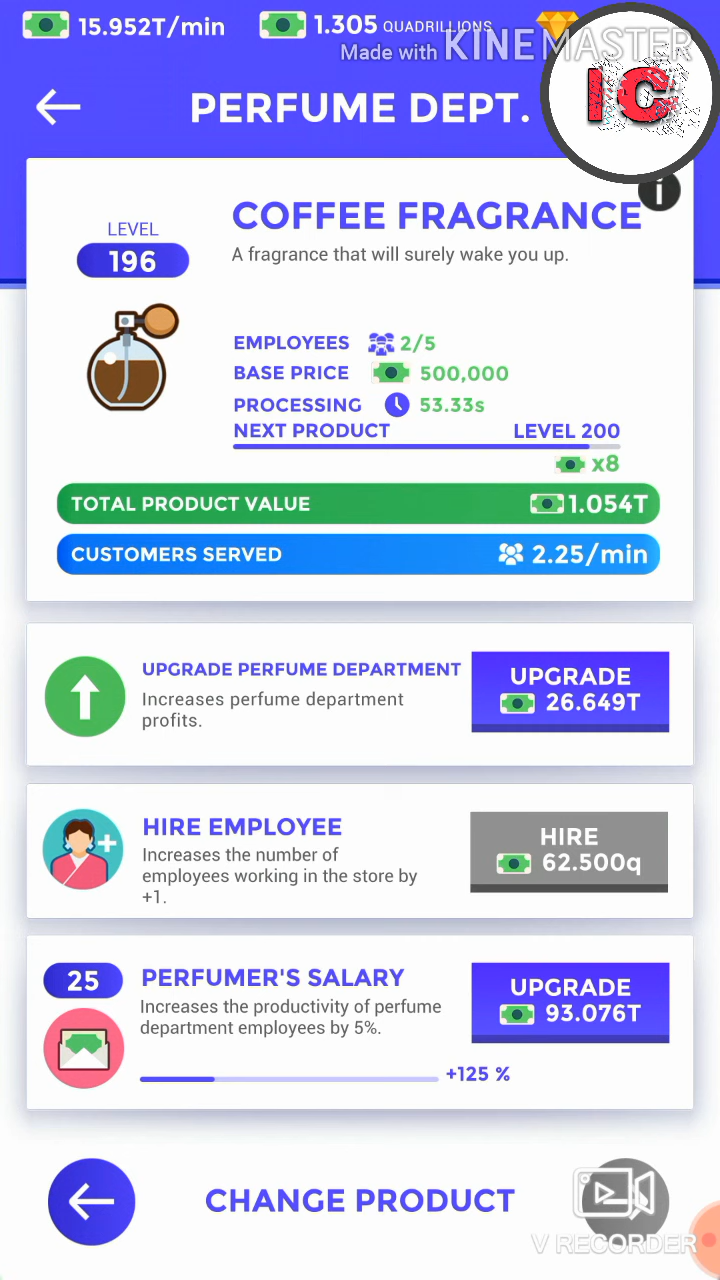 15.952T/min 1.305 QUADRILLIONS
Made with KINEMASTER
IC
PERFUME DEPT.
i
COFFEE FRAGRANCE
LEVEL
196
A fragrance that will surely wake you up.
EMPLOYEES 2/5
BASE PRICE 500,000
PROCESSING 53.33s
NEXT PRODUCT LEVEL 200
x8
TOTAL PRODUCT VALUE 1.054T
CUSTOMERS SERVED 2.25/min
UPGRADE PERFUME DEPARTMENT
Increases perfume department
profits.
UPGRADE
26.649T
HIRE EMPLOYEE
Increases the number of
employees working in the store by
+1.
HIRE
62.500q
25
PERFUMER'S SALARY
Increases the productivity of perfume
department employees by 5%.
UPGRADE
93.076T
+125 %
CHANGE PRODUCT
V RECORDER